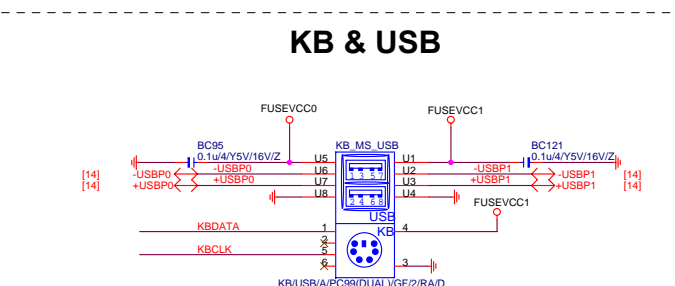 KB & USB
FUSEVCC0
FUSEVCC1
BC95
0.1u/4/Y5V/16V/Z
KB_MS_USB
BC121
0.1u/4/Y5V/16V/Z
U5
U1
[14] -USBP0 -USBP0 U6
U2 -USBP1 -USBP1 [14]
[14] +USBP0 +USBP0 U7
U3 +USBP1 +USBP1 [14]
1 3 5 7
U8
U4
2 4 6 8
FUSEVCC1
USB
KB
KBDATA 1
4
2
KBCLK 5
6
3
KB/USB/A/PC99(DUAL)/GF/2/RA/D